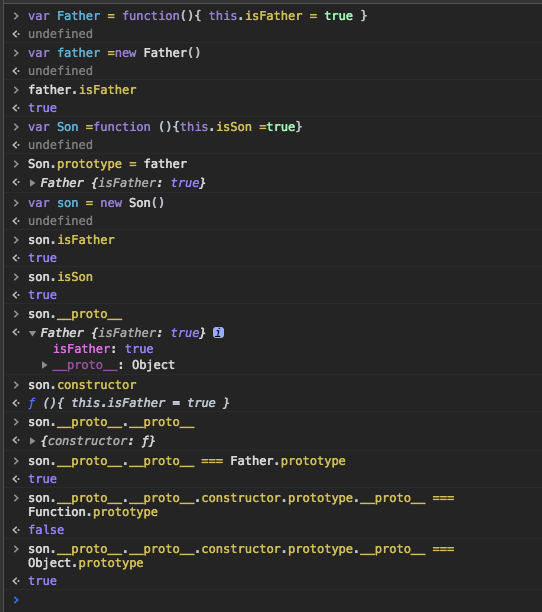 > var Father = function(){ this.isFather = true }
< undefined
> var father =new Father()
< undefined
> father.isFather
< true
> var Son =function (){this.isSon =true}
< undefined
> Son.prototype = father
< ▶ Father {isFather: true}
> var son = new Son()
< undefined
> son.isFather
< true
> son.isSon
< true
> son.__proto__
< ▼ Father {isFather: true} i
isFather: true
▶ __proto__: Object
> son.constructor
< ƒ (){ this.isFather = true }
> son.__proto__.__proto__
< ▶ {constructor: ƒ}
> son.__proto__.__proto__ === Father.prototype
< true
> son.__proto__.__proto__.constructor.prototype.__proto__ ===
Function.prototype
< false
> son.__proto__.__proto__.constructor.prototype.__proto__ ===
Object.prototype
< true
>